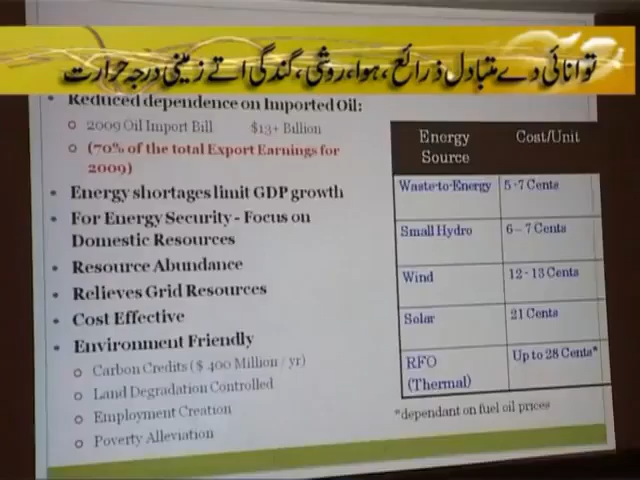 توانائی دے متبادل ذرائع، ہوا، روشنی، گندگی اتے زمینی درجہ حرارت
Reduced dependence on Imported Oil:
2009 Oil Import Bill $13+ Billion
(70% of the total Export Earnings for
2009)
Energy shortages limit GDP growth
For Energy Security - Focus on
Domestic Resources
Resource Abundance
Relieves Grid Resources
Cost Effective
Environment Friendly
Carbon Credits ($ 400 Million / yr)
Land Degradation Controlled
Employment Creation
Poverty Alleviation
Energy Source Cost/Unit
Waste-to-Energy 5-7 Cents
Small Hydro 6 – 7 Cents
Wind 12 - 13 Cents
Solar 21 Cents
RFO (Thermal) Up to 28 Cents*
*dependant on fuel oil prices